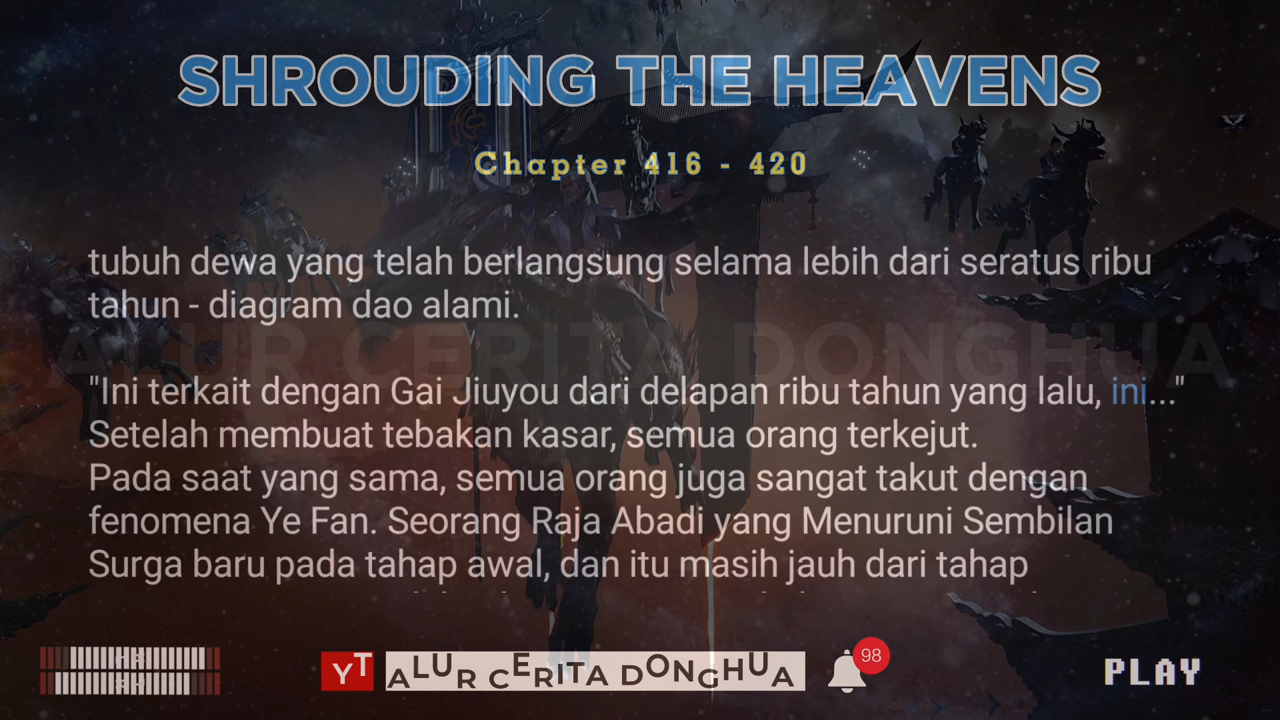 SHROUDING THE HEAVENS
Chapter 416 - 420
tubuh dewa yang telah berlangsung selama lebih dari seratus ribu
tahun - diagram dao alami.
ALUR CERITA DONGHUA
"Ini terkait dengan Gai Jiuyou dari delapan ribu tahun yang lalu, ini..."
Setelah membuat tebakan kasar, semua orang terkejut.
Pada saat yang sama, semua orang juga sangat takut dengan
fenomena Ye Fan. Seorang Raja Abadi yang Menuruni Sembilan
Surga baru pada tahap awal, dan itu masih jauh dari tahap
YT ALUR CERITA DONGHUA
98
PLAY